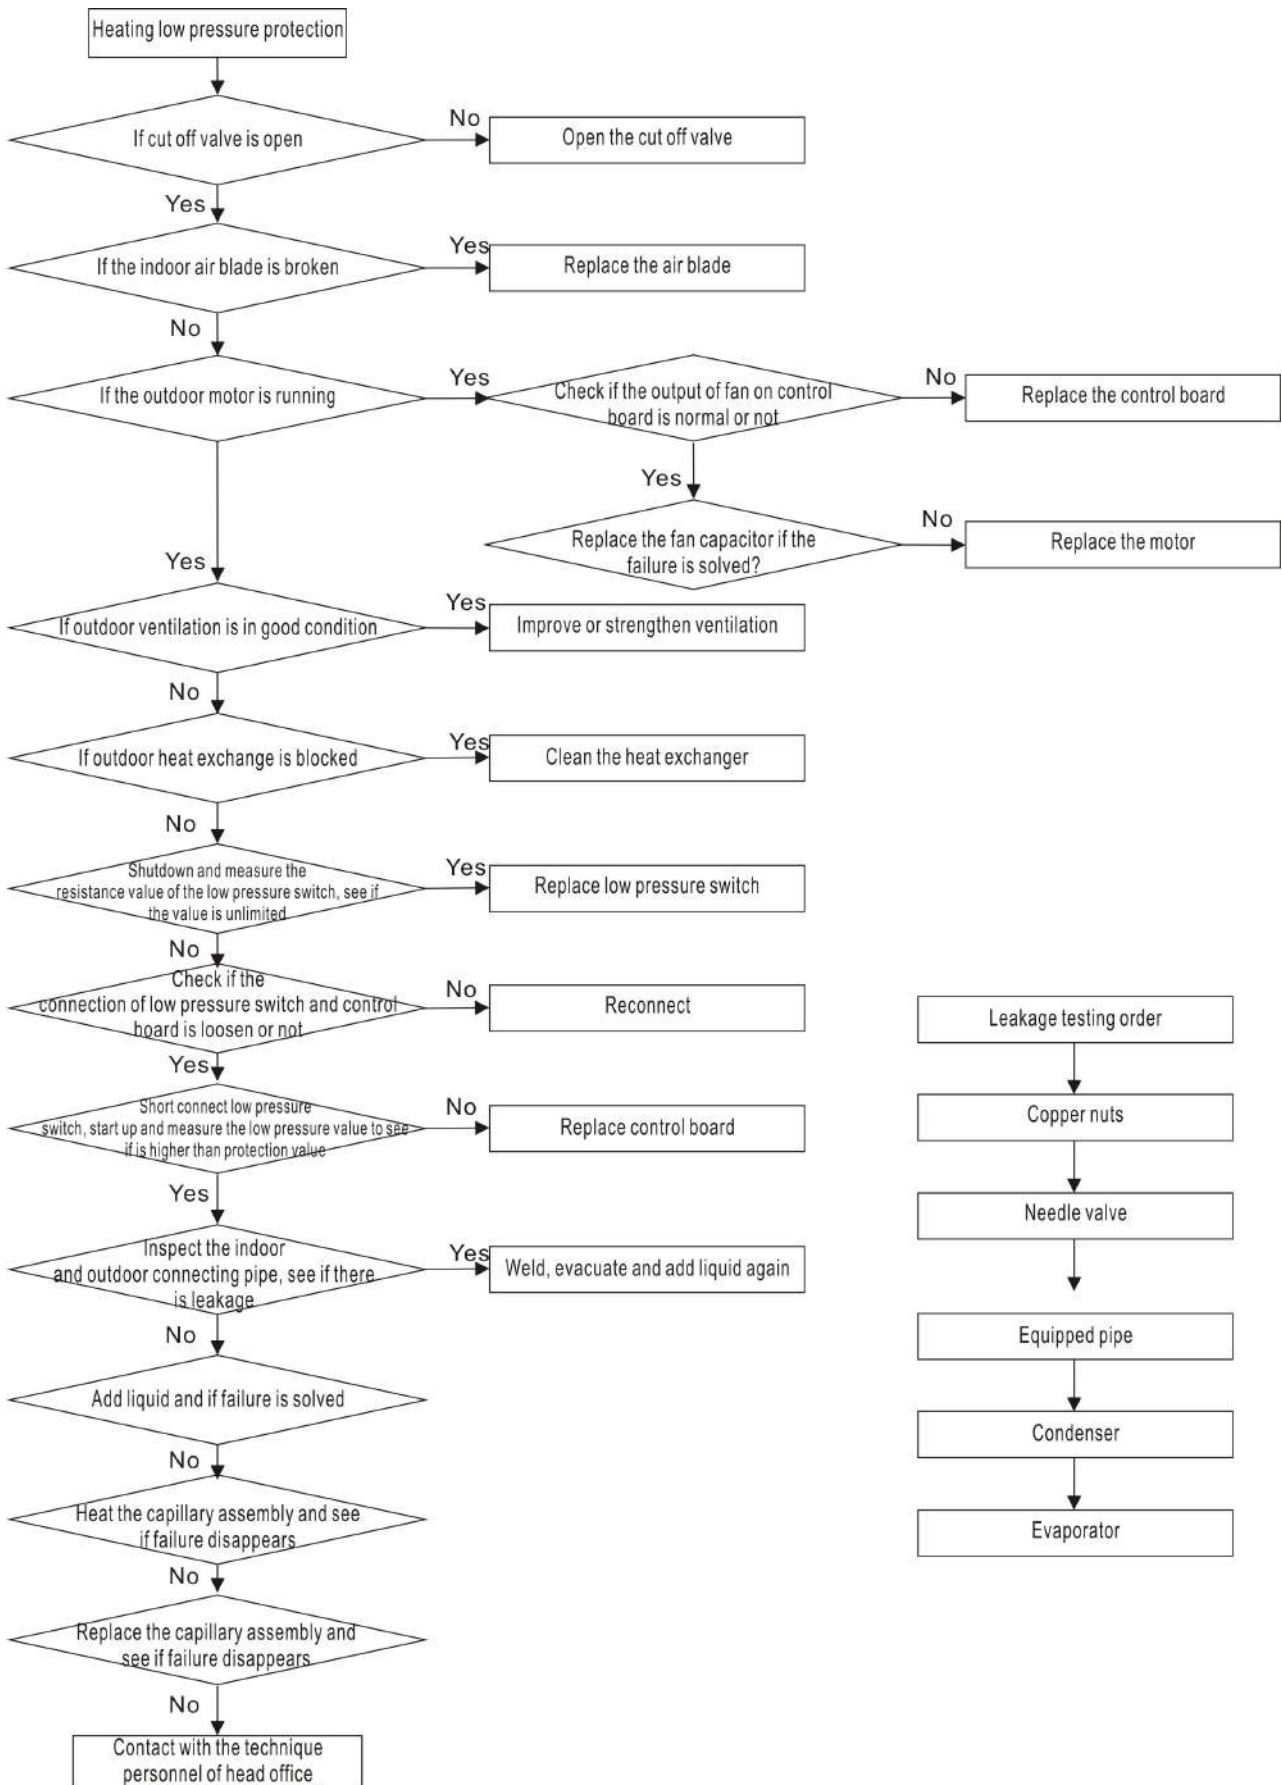 Heating low pressure protection
If cut off valve is open
No
Open the cut off valve
Yes
If the indoor air blade is broken
Yes
Replace the air blade
No
If the outdoor motor is running
Yes
Check if the output of fan on control
board is normal or not
No
Replace the control board
Yes
Replace the fan capacitor if the
failure is solved?
No
Replace the motor
Yes
If outdoor ventilation is in good condition
Yes
Improve or strengthen ventilation
No
If outdoor heat exchange is blocked
Yes
Clean the heat exchanger
No
Shutdown and measure the
resistance value of the low pressure switch, see if
the value is unlimited
Yes
Replace low pressure switch
No
Check if the
connection of low pressure switch and control
board is loosen or not
No
Reconnect
Yes
Short connect low pressure
switch, start up and measure the low pressure value to see
if is higher than protection value
No
Replace control board
Yes
Inspect the indoor
and outdoor connecting pipe, see if there
is leakage
Yes
Weld, evacuate and add liquid again
No
Add liquid and if failure is solved
No
Heat the capillary assembly and see
if failure disappears
No
Replace the capillary assembly and
see if failure disappears
No
Contact with the technique
personnel of head office
Leakage testing order
Copper nuts
Needle valve
Equipped pipe
Condenser
Evaporator